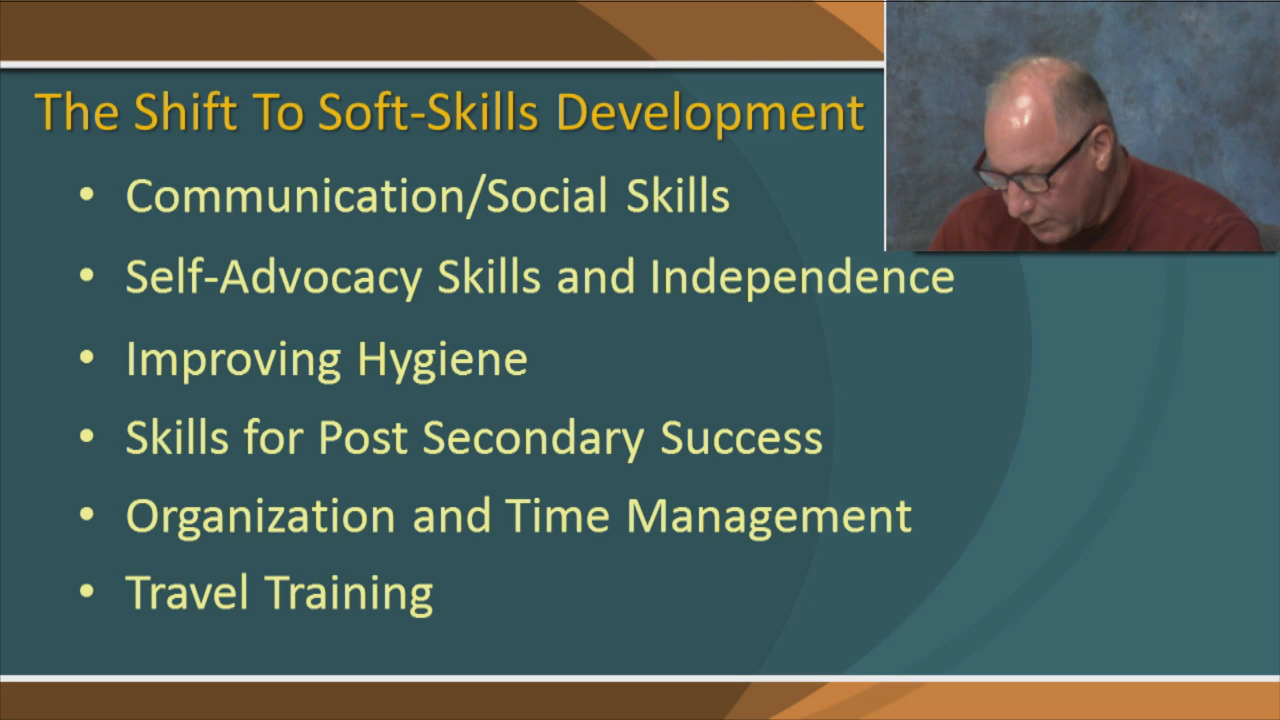 The Shift To Soft-Skills Development
• Communication/Social Skills
• Self-Advocacy Skills and Independence
• Improving Hygiene
• Skills for Post Secondary Success
• Organization and Time Management
• Travel Training